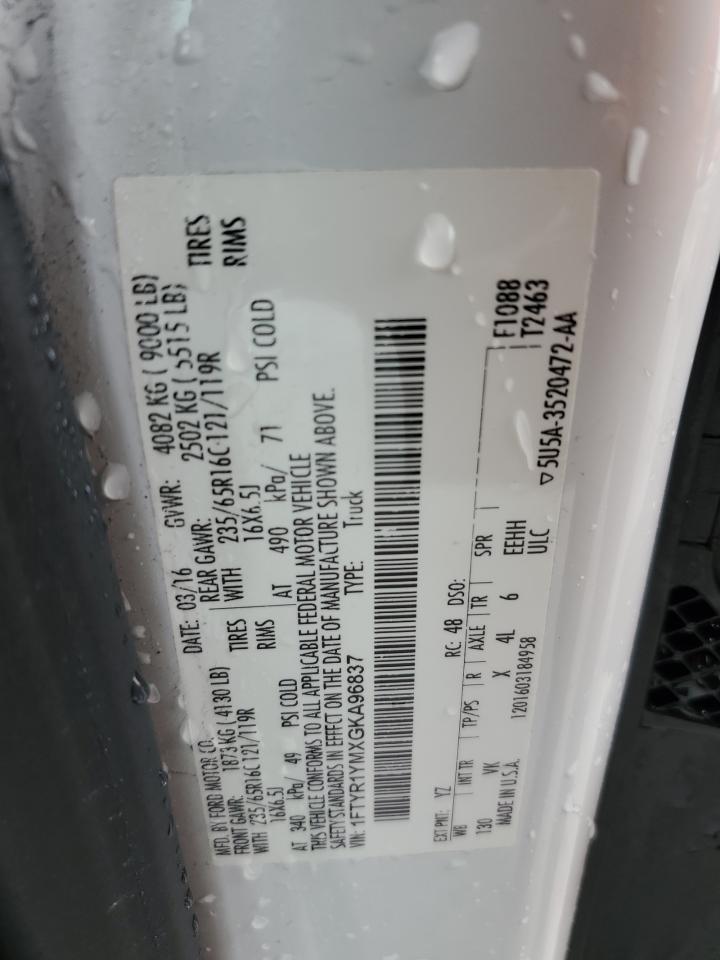 MFD. BY FORD MOTOR CO.
DATE: 03/16 GVWR: 4082 KG ( 9000 LB)
FRONT GAWR: 1873 KG ( 4130 LB) REAR GAWR: 2502 KG ( 5515 LB)
WITH 235/65R16C 121/119R TIRES WITH 235/65R16C-121/119R TIRES
16X6.5J RIMS 16X6.5J RIMS
AT 340 kPa/ 49 PSI COLD AT 490 kPa/ 71 PSI COLD
THIS VEHICLE CONFORMS TO ALL APPLICABLE FEDERAL MOTOR VEHICLE
SAFETY STANDARDS IN EFFECT ON THE DATE OF MANUFACTURE SHOWN ABOVE.
VIN: 1FTYR1YMXGKA96837 TYPE: Truck
EXT PNT: YZ RC: 48 DSO:
WB INT TR TP/PS R AXLE TR SPR F1088
130 VK X 4L 6 EEHH T2463
MADE IN U.S.A. 1201603184958 ULC ▽5U5A-3520472-AA